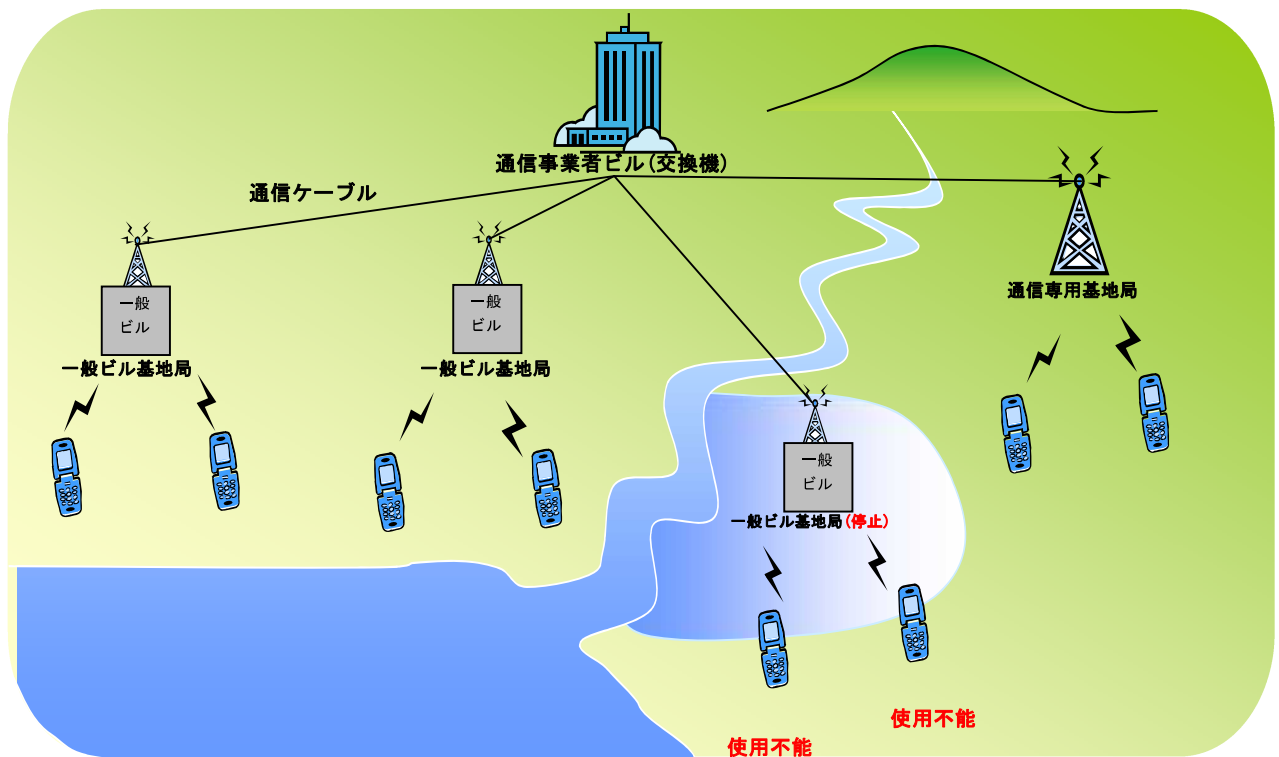 通信事業者ビル(交換機)
通信ケーブル
一般
ビル
一般ビル基地局
一般
ビル
一般ビル基地局
通信専用基地局
一般
ビル
一般ビル基地局(停止)
使用不能
使用不能